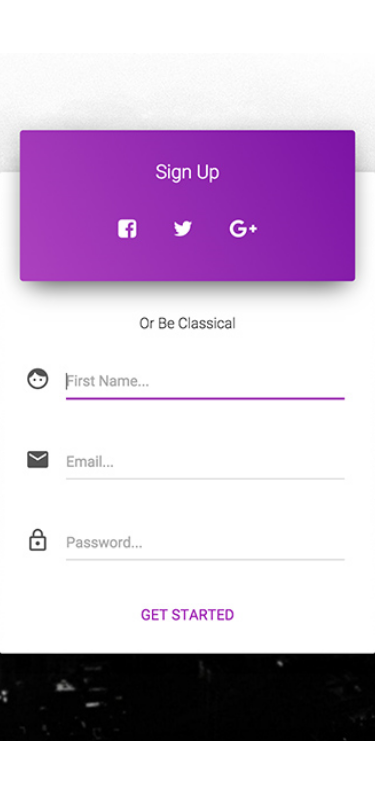 Sign Up
G+
Or Be Classical
First Name...
Email...
Password...
GET STARTED